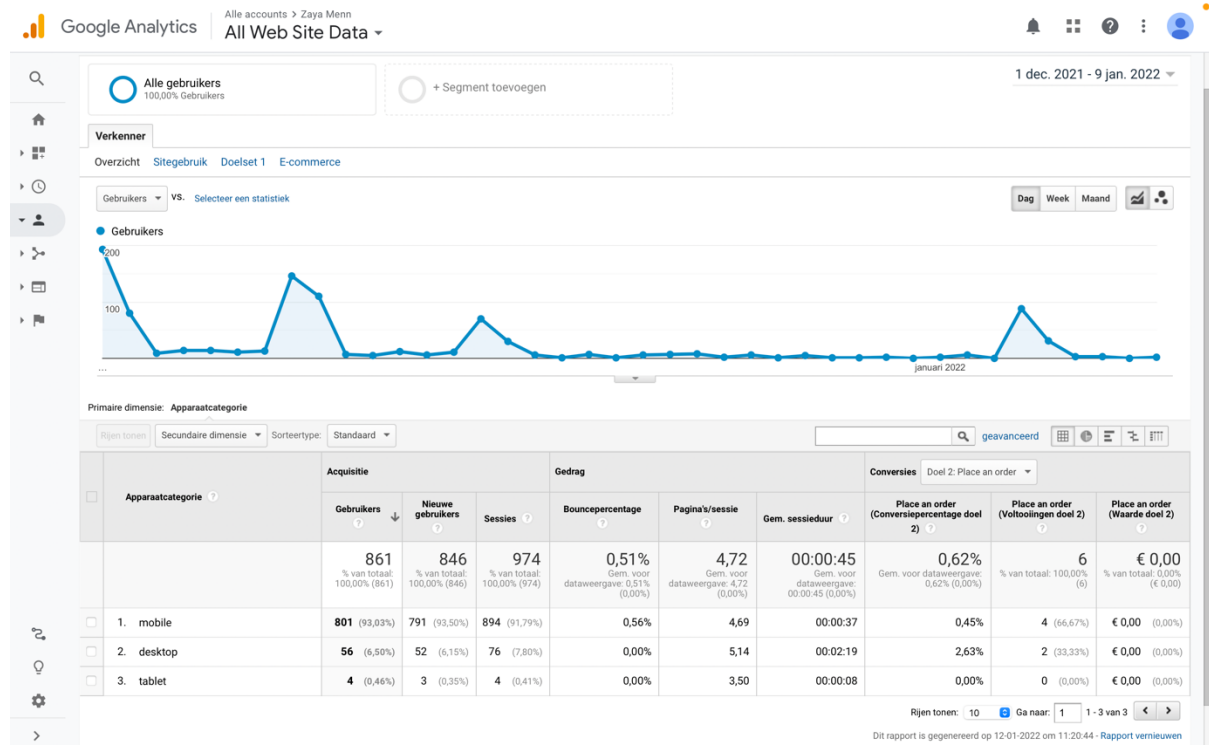 Google Analytics
Alle accounts > Zaya Menn
All Web Site Data
Alle gebruikers
100,00% Gebruikers
+ Segment toevoegen
1 dec. 2021 - 9 jan. 2022
Verkenner
Overzicht Sitegebruik Doelset 1 E-commerce
Gebruikers VS. Selecteer een statistiek
Dag Week Maand
Gebruikers
200
100
...
januari 2022
Primaire dimensie: Apparaatcategorie
Rijen tonen Secundaire dimensie Sorteertype: Standaard geavanceerd
Apparaatcategorie
Acquisitie Gedrag Conversies Doel 2: Place an order
Gebruikers Nieuwe gebruikers Sessies Bouncepercentage Pagina's/sessie Gem. sessieduur Place an order (Conversiepercentage doel 2) Place an order (Voltooiingen doel 2) Place an order (Waarde doel 2)
861 846 974 0,51% 4,72 00:00:45 0,62% 6 € 0,00
% van totaal: 100,00% (861) % van totaal: 100,00% (846) % van totaal: 100,00% (974) Gem. voor dataweergave: 0,51% (0,00%) Gem. voor dataweergave: 4,72 (0,00%) Gem. voor dataweergave: 00:00:45 (0,00%) Gem. voor dataweergave: 0,62% (0,00%) % van totaal: 100,00% (6) % van totaal: 0,00% (€ 0,00)
1. mobile 801 (93,03%) 791 (93,50%) 894 (91,79%) 0,56% 4,69 00:00:37 0,45% 4 (66,67%) € 0,00 (0,00%)
2. desktop 56 (6,50%) 52 (6,15%) 76 (7,80%) 0,00% 5,14 00:02:19 2,63% 2 (33,33%) € 0,00 (0,00%)
3. tablet 4 (0,46%) 3 (0,35%) 4 (0,41%) 0,00% 3,50 00:00:08 0,00% 0 (0,00%) € 0,00 (0,00%)
Rijen tonen: 10 Ga naar: 1 1 - 3 van 3
Dit rapport is gegenereerd op 12-01-2022 om 11:20:44 - Rapport vernieuwen